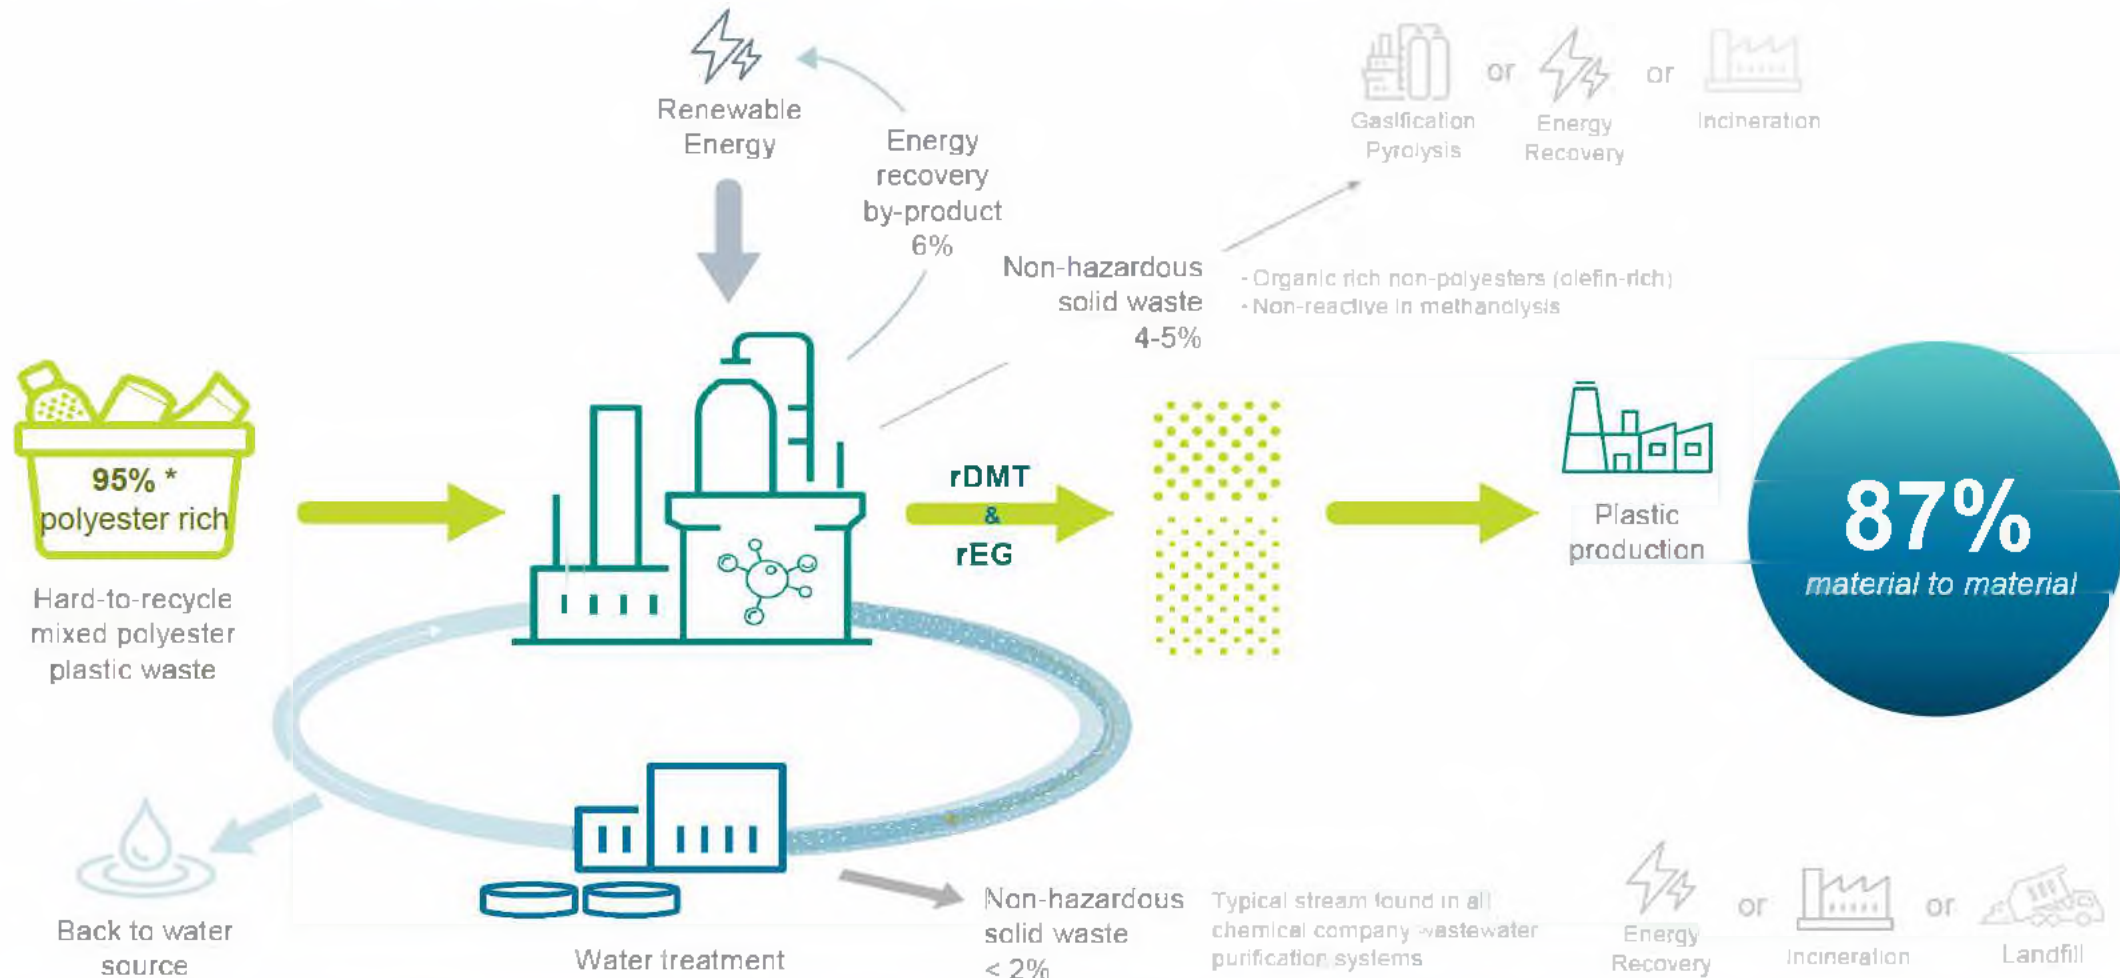 Renewable
Energy
Energy
recovery
by-product
6%
or
or
Gasification
Pyrolysis
Energy
Recovery
Incineration
Non-hazardous
solid waste
4-5%
- Organic rich non-polyesters (olefin-rich)
- Non-reactive in methanolysis
95% *
polyester rich
Hard-to-recycle
mixed polyester
plastic waste
rDMT
&
rEG
Plastic
production
87%
material to material
Back to water
source
Water treatment
Non-hazardous
solid waste
< 2%
Typical stream found in all
chemical company wastewater
purification systems
or
or
Energy
Recovery
Incineration
Landfill